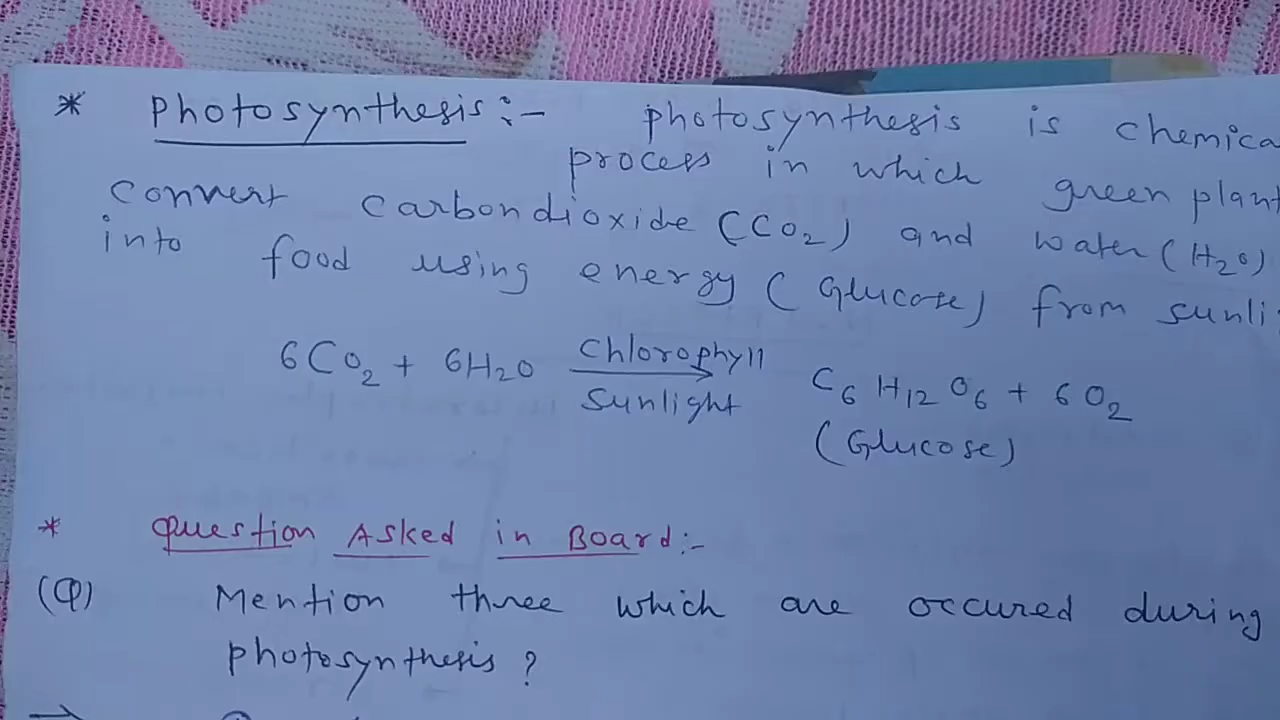 * Photosynthesis :- photosynthesis is chemica
process in which green plant
convert carbondioxide (CO2) and water (H2O)
into food using energy (Glucose) from sunli
6CO2 + 6H2O Chlorophyll Sunlight C6H12O6 + 6O2
(Glucose)
* Question Asked in Board:-
(Q) Mention three which are occured during
photosynthesis ?